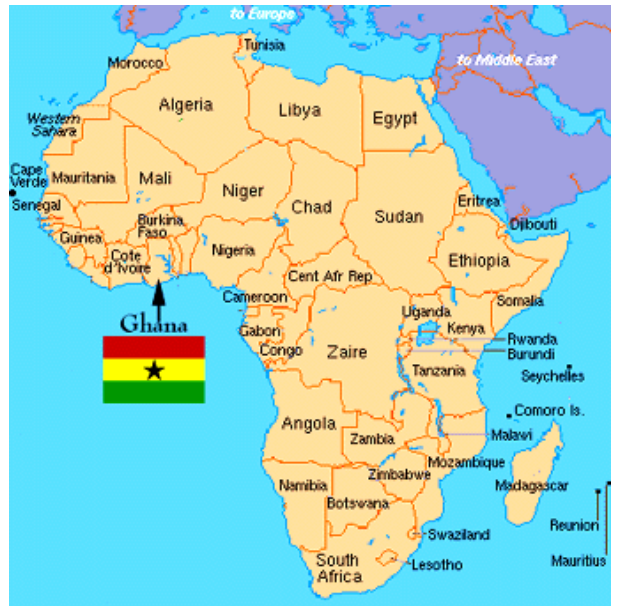 to Europe
Tunisia
to Middle East
Morocco
Algeria
Libya
Egypt
Western
Sahara
Cape
Verde
Mauritania
Mali
Niger
Chad
Sudan
Eritrea
Senegal
Djibouti
Burkina
Faso
Guinea
Cote
d'Ivoire
Nigeria
Ethiopia
Cent Afr Rep
Cameroon
Somalia
Ghana
Uganda
Kenya
Gabon
Congo
Zaire
Rwanda
Burundi
Tanzania
Seychelles
Comoro Is.
Angola
Zambia
Malawi
Mozambique
Zimbabwe
Namibia
Madagascar
Botswana
Reunion
Swaziland
Mauritius
South
Africa
Lesotho